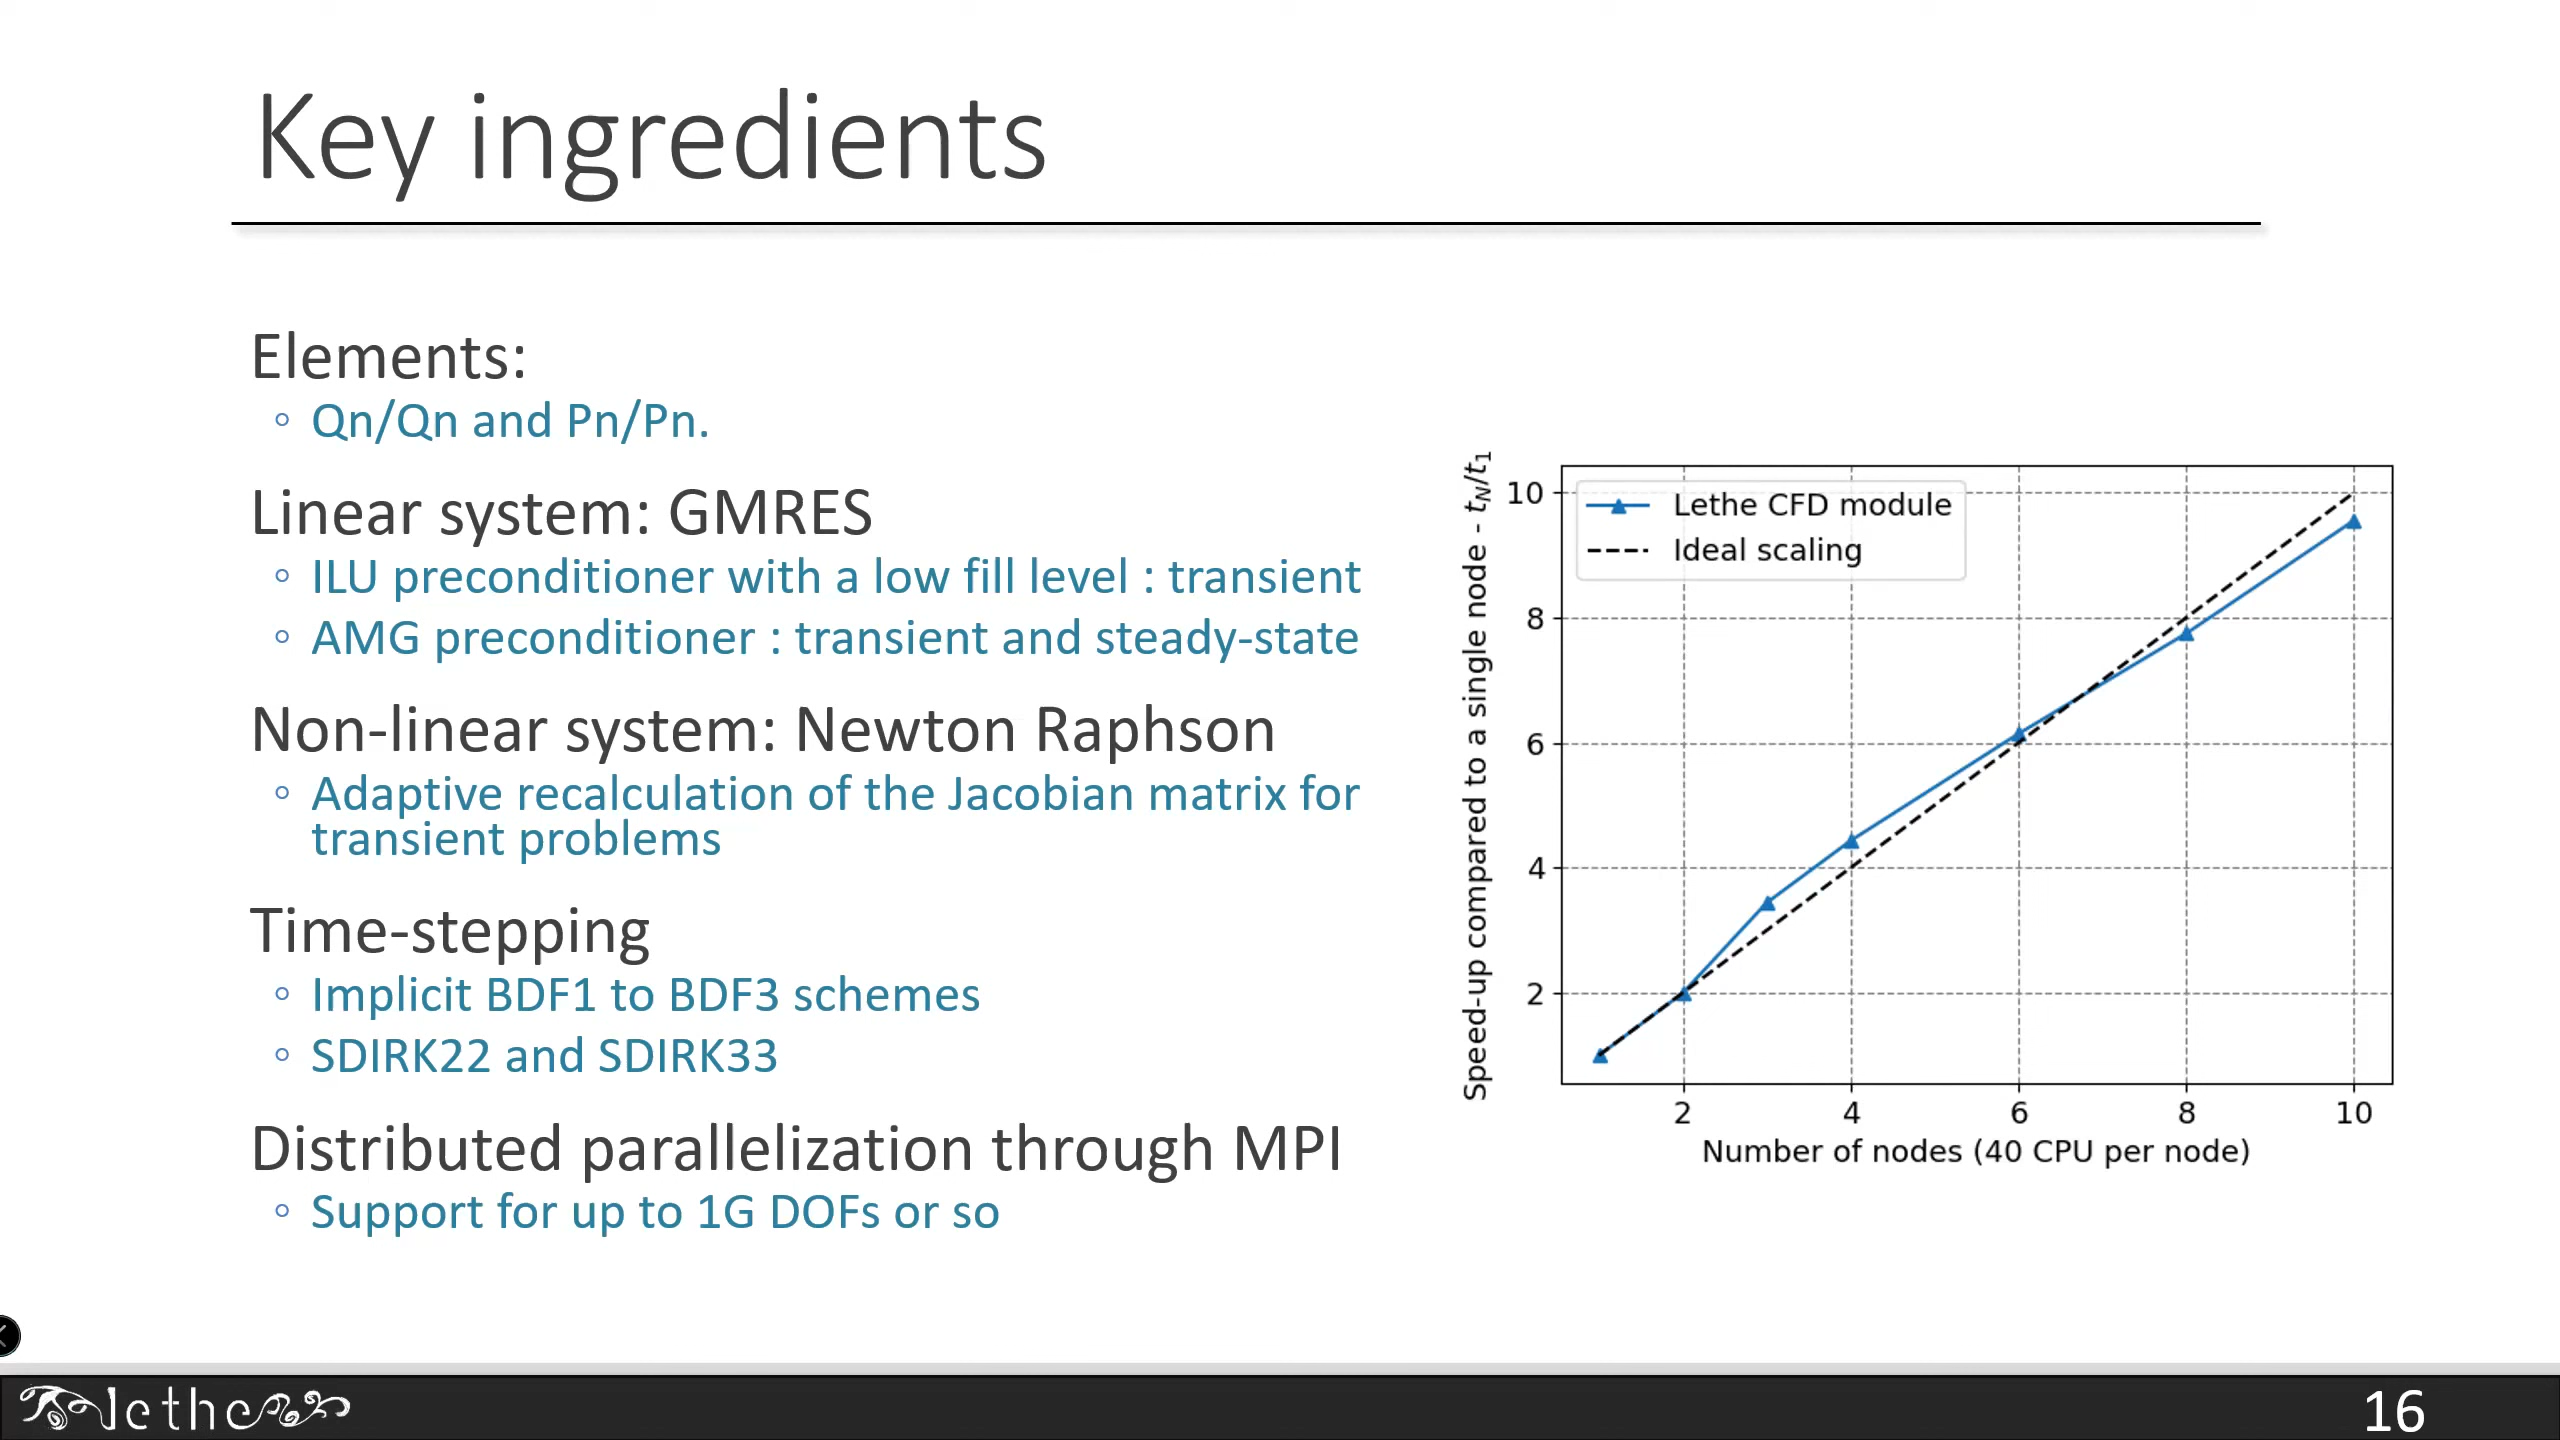 Key ingredients
Elements:
◦ Qn/Qn and Pn/Pn.
Linear system: GMRES
◦ ILU preconditioner with a low fill level : transient
◦ AMG preconditioner : transient and steady-state
Non-linear system: Newton Raphson
◦ Adaptive recalculation of the Jacobian matrix for
transient problems
Time-stepping
◦ Implicit BDF1 to BDF3 schemes
◦ SDIRK22 and SDIRK33
Distributed parallelization through MPI
◦ Support for up to 1G DOFs or so
Speed-up compared to a single node - t_N/t_1
10
8
6
4
2
Lethe CFD module
Ideal scaling
2 4 6 8 10
Number of nodes (40 CPU per node)
lethe
16